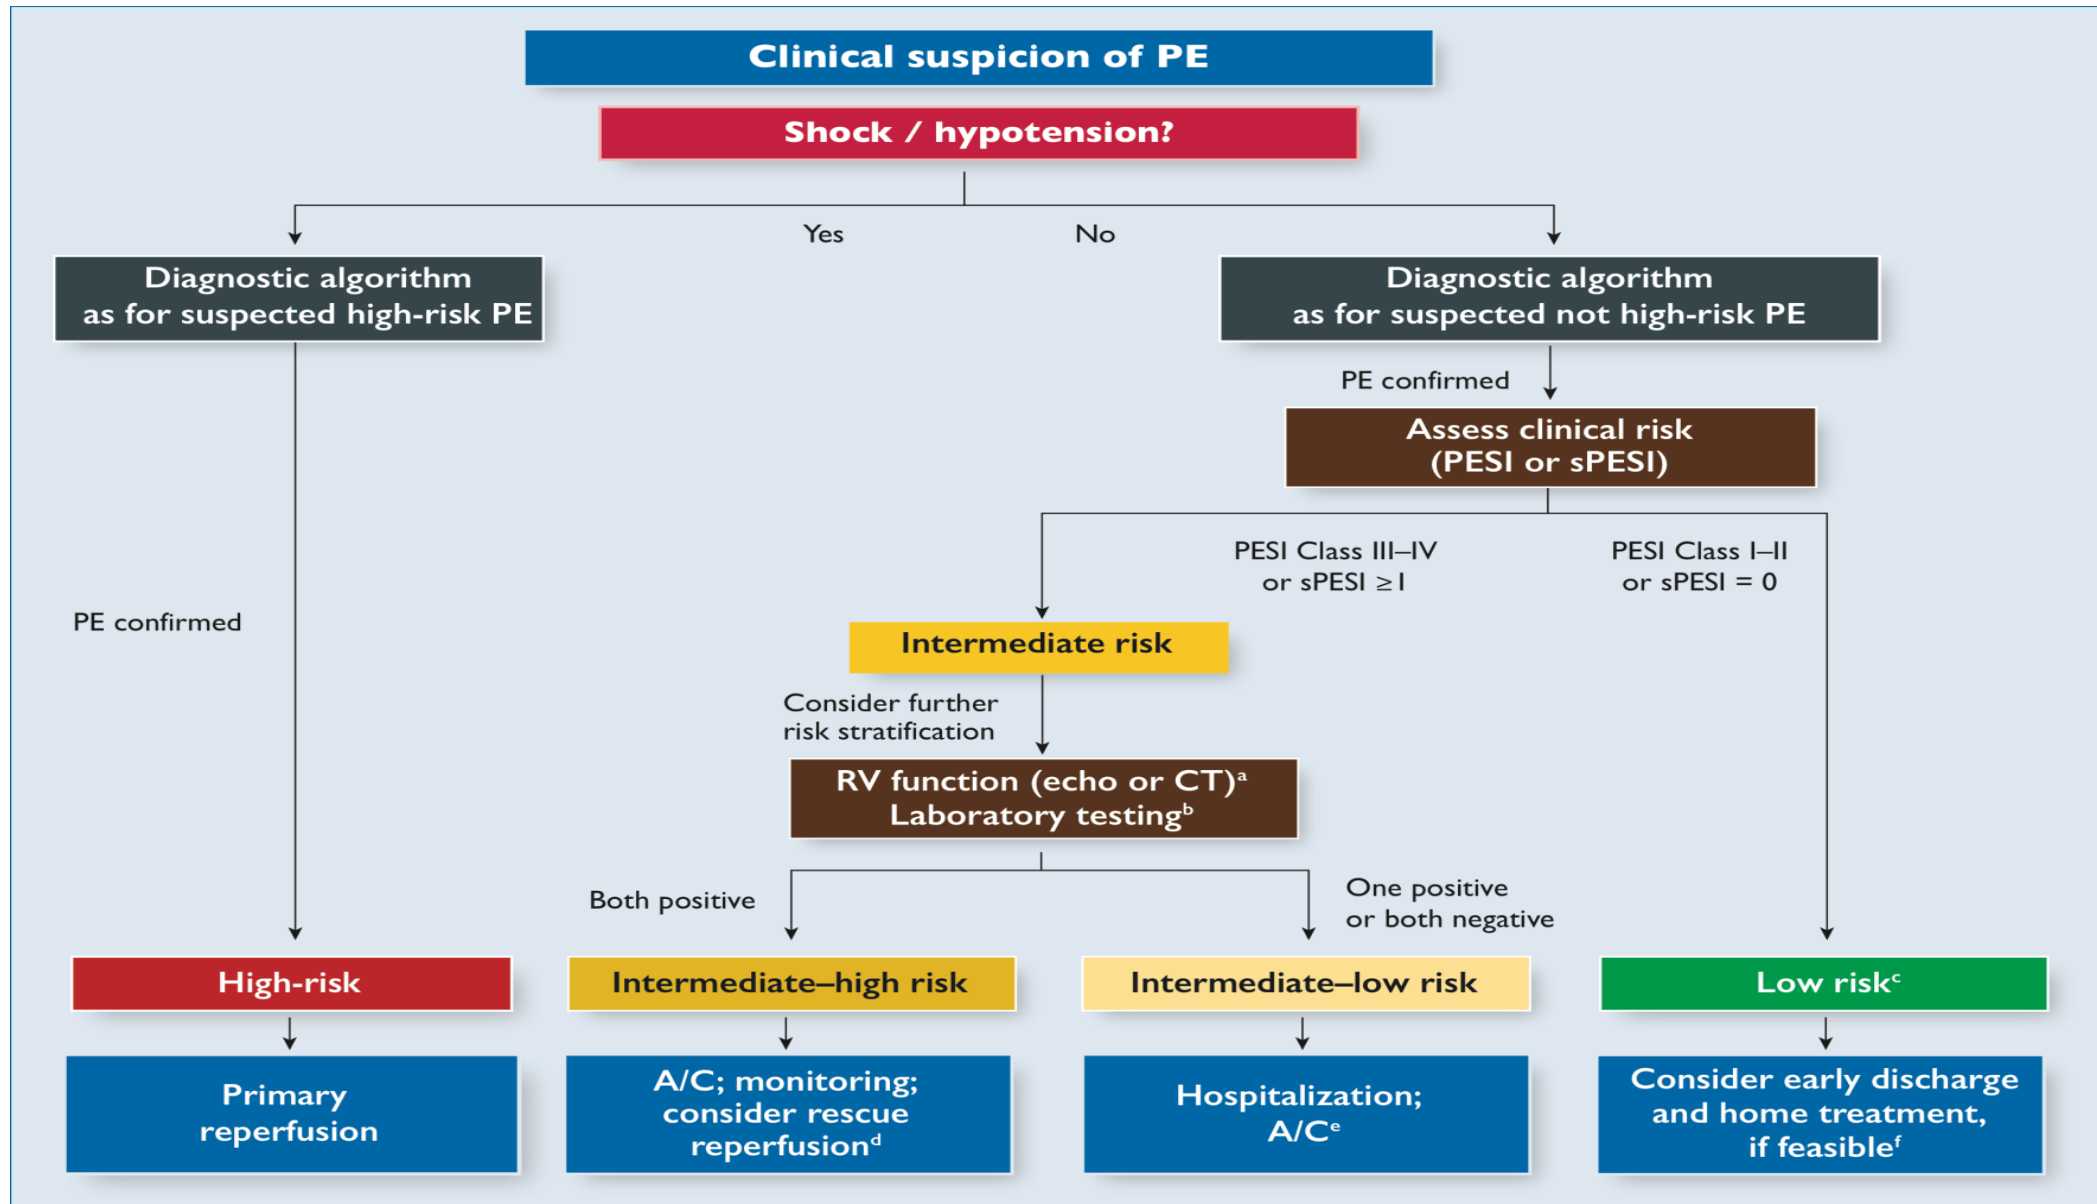 Clinical suspicion of PE
Shock / hypotension?
Yes
No
Diagnostic algorithm
as for suspected high-risk PE
Diagnostic algorithm
as for suspected not high-risk PE
PE confirmed
Assess clinical risk
(PESI or sPESI)
PESI Class III–IV
or sPESI ≥1
PESI Class I–II
or sPESI = 0
PE confirmed
Intermediate risk
Consider further
risk stratification
RV function (echo or CT)ᵃ
Laboratory testingᵇ
Both positive
One positive
or both negative
High-risk
Intermediate–high risk
Intermediate–low risk
Low riskᶜ
Primary
reperfusion
A/C; monitoring;
consider rescue
reperfusionᵈ
Hospitalization;
A/Cᵉ
Consider early discharge
and home treatment,
if feasibleᶠ